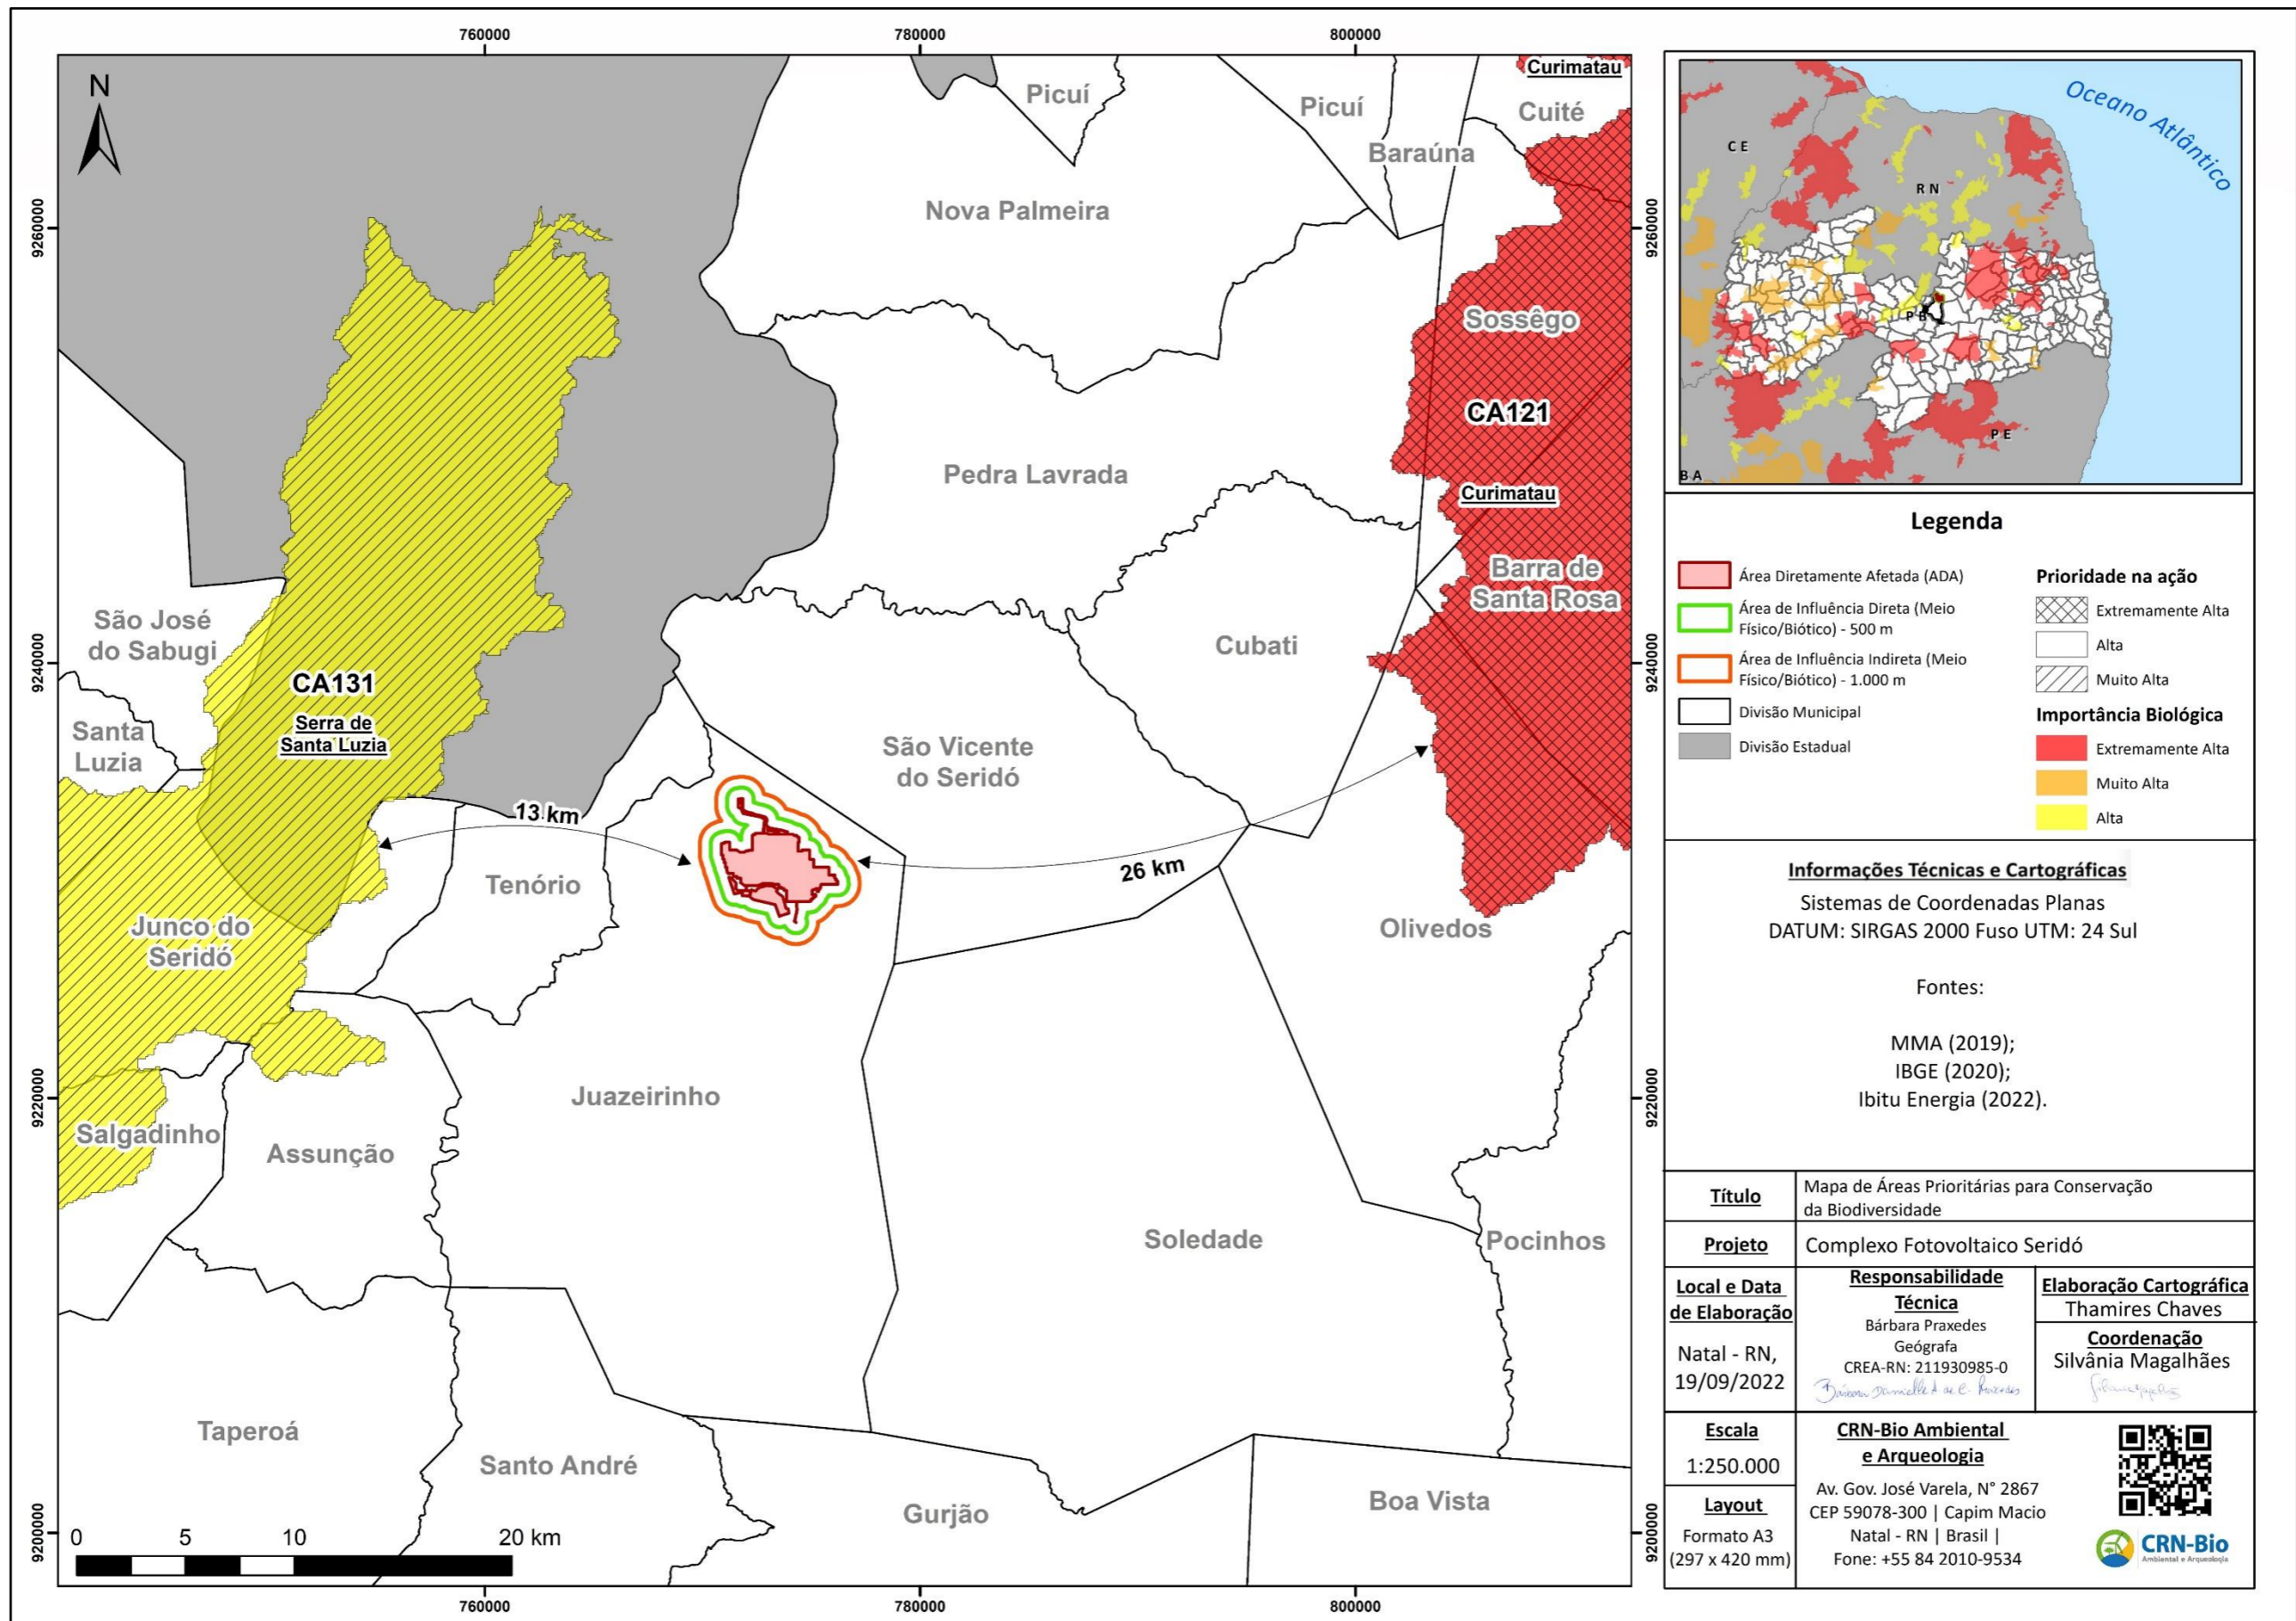 760000
780000
800000
N
Curimatau
Picuí
Picuí
Cuité
Baraúna
Nova Palmeira
9260000
9260000
Sossêgo
CA121
Pedra Lavrada
Curimatau
Barra de
Santa Rosa
São José
do Sabugi
Cubati
9240000
9240000
CA131
Serra de
Santa Luzia
Santa
Luzia
São Vicente
do Seridó
13 km
26 km
Tenório
Junco do
Seridó
Olivedos
Juazeirinho
9220000
9220000
Salgadinho
Assunção
Soledade
Pocinhos
Taperoá
Santo André
Gurjão
Boa Vista
9200000
9200000
0 5 10 20 km
760000
780000
800000
Oceano Atlântico
CE
RN
PB
PE
BA
Legenda
Área Diretamente Afetada (ADA)
Área de Influência Direta (Meio
Físico/Biótico) - 500 m
Área de Influência Indireta (Meio
Físico/Biótico) - 1.000 m
Divisão Municipal
Divisão Estadual
Prioridade na ação
Extremamente Alta
Alta
Muito Alta
Importância Biológica
Extremamente Alta
Muito Alta
Alta
Informações Técnicas e Cartográficas
Sistemas de Coordenadas Planas
DATUM: SIRGAS 2000 Fuso UTM: 24 Sul
Fontes:
MMA (2019);
IBGE (2020);
Ibitu Energia (2022).
Título
Mapa de Áreas Prioritárias para Conservação
da Biodiversidade
Projeto
Complexo Fotovoltaico Seridó
Local e Data
de Elaboração
Natal - RN,
19/09/2022
Responsabilidade
Técnica
Bárbara Praxedes
Geógrafa
CREA-RN: 211930985-0
Elaboração Cartográfica
Thamires Chaves
Coordenação
Silvânia Magalhães
Escala
1:250.000
Layout
Formato A3
(297 x 420 mm)
CRN-Bio Ambiental
e Arqueologia
Av. Gov. José Varela, N° 2867
CEP 59078-300 | Capim Macio
Natal - RN | Brasil |
Fone: +55 84 2010-9534
CRN-Bio
Ambiental e Arqueologia